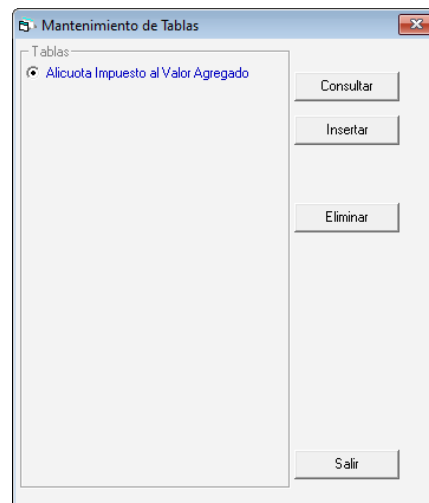 Mantenimiento de Tablas
Tablas
Alicuota Impuesto al Valor Agregado
Consultar
Insertar
Eliminar
Salir